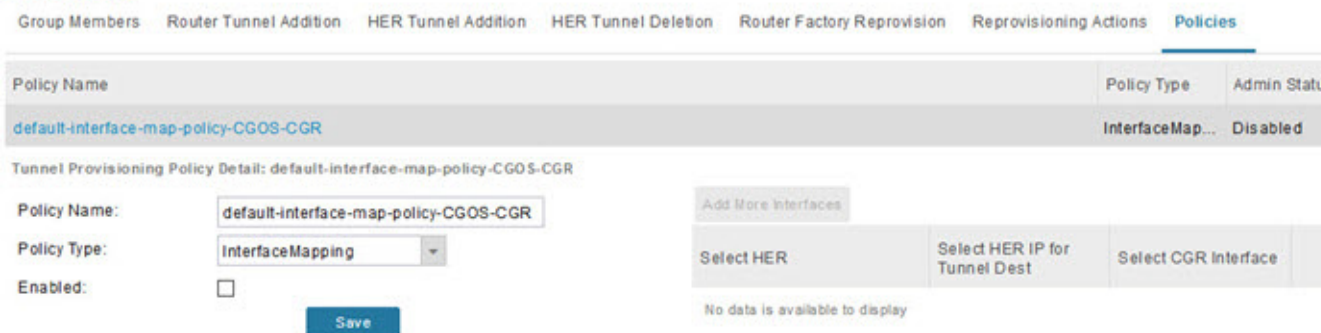 Group Members Router Tunnel Addition HER Tunnel Addition HER Tunnel Deletion Router Factory Reprovision Reprovisioning Actions Policies
Policy Name Policy Type Admin Statu
default-interface-map-policy-CGOS-CGR InterfaceMap... Disabled
Tunnel Provisioning Policy Detail: default-interface-map-policy-CGOS-CGR
Policy Name: default-interface-map-policy-CGOS-CGR
Policy Type: InterfaceMapping
Enabled:
Save
Add More Interfaces
Select HER Select HER IP for Tunnel Dest Select CGR Interface
No data is available to display